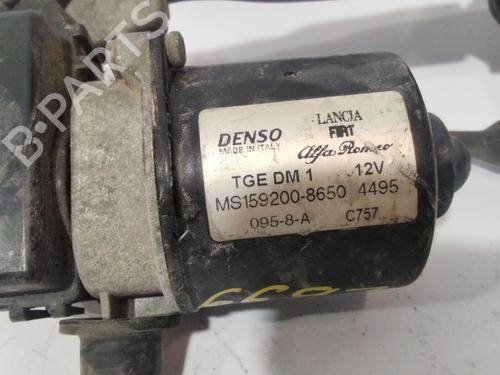 B-PARTS
DENSO
MADE IN ITALY
LANCIA
FIAT
Alfa Romeo
TGE DM 1 12V
MS159200-8650 4495
095-8-A C757